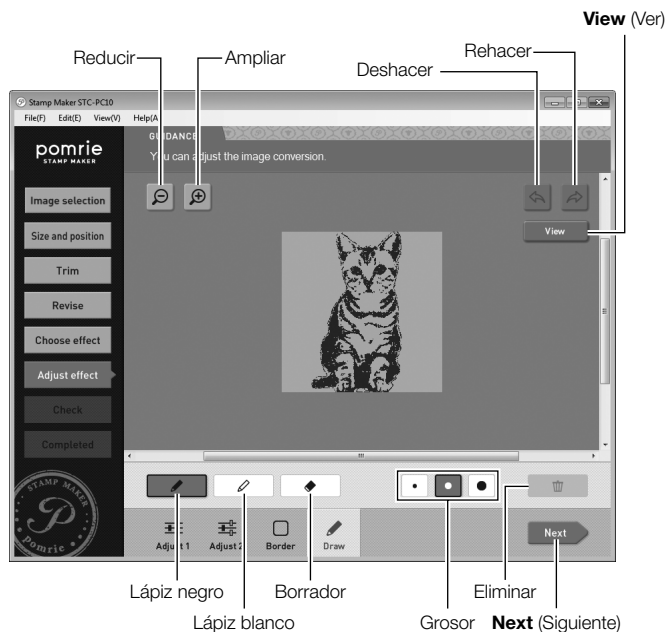 View (Ver)
Reducir
Ampliar
Rehacer
Deshacer
Stamp Maker STC-PC10
File(F) Edit(E) View(V) Help(A
GUIDANCE
You can adjust the image conversion.
pomrie
STAMP MAKER
Image selection
Size and position
View
Trim
Revise
Choose effect
Adjust effect
Check
Completed
STAMP MAKER
P
Pomrie
Adjust 1 Adjust 2 Border Draw
Next
Lápiz negro
Borrador
Eliminar
Lápiz blanco
Grosor
Next (Siguiente)